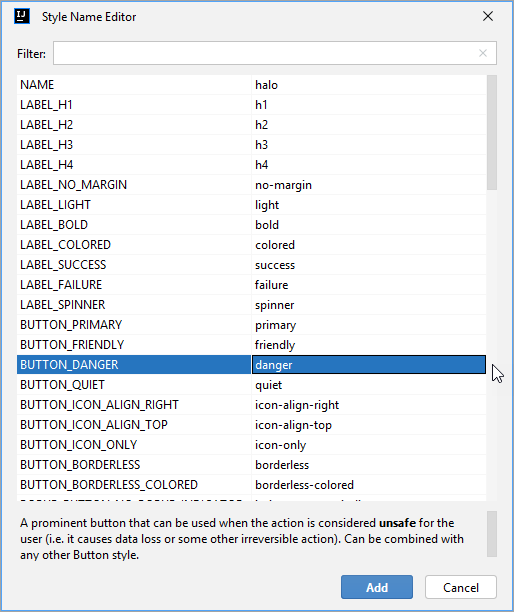 IJ Style Name Editor
Filter:
NAME halo
LABEL_H1 h1
LABEL_H2 h2
LABEL_H3 h3
LABEL_H4 h4
LABEL_NO_MARGIN no-margin
LABEL_LIGHT light
LABEL_BOLD bold
LABEL_COLORED colored
LABEL_SUCCESS success
LABEL_FAILURE failure
LABEL_SPINNER spinner
BUTTON_PRIMARY primary
BUTTON_FRIENDLY friendly
BUTTON_DANGER danger
BUTTON_QUIET quiet
BUTTON_ICON_ALIGN_RIGHT icon-align-right
BUTTON_ICON_ALIGN_TOP icon-align-top
BUTTON_ICON_ONLY icon-only
BUTTON_BORDERLESS borderless
BUTTON_BORDERLESS_COLORED borderless-colored
A prominent button that can be used when the action is considered unsafe for the
user (i.e. it causes data loss or some other irreversible action). Can be combined with
any other Button style.
Add Cancel